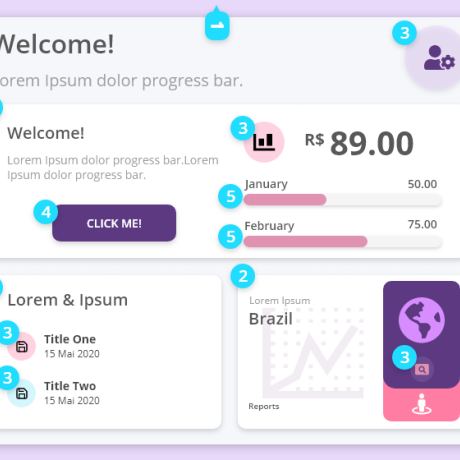 1
Welcome!
3
orem Ipsum dolor progress bar.
Welcome!
Lorem Ipsum dolor progress bar.Lorem
Ipsum dolor progress bar.
4
CLICK ME!
3
R$ 89.00
5
January 50.00
5
February 75.00
Lorem & Ipsum
3
Title One
15 Mai 2020
3
Title Two
15 Mai 2020
2
Lorem Ipsum
Brazil
3
Reports